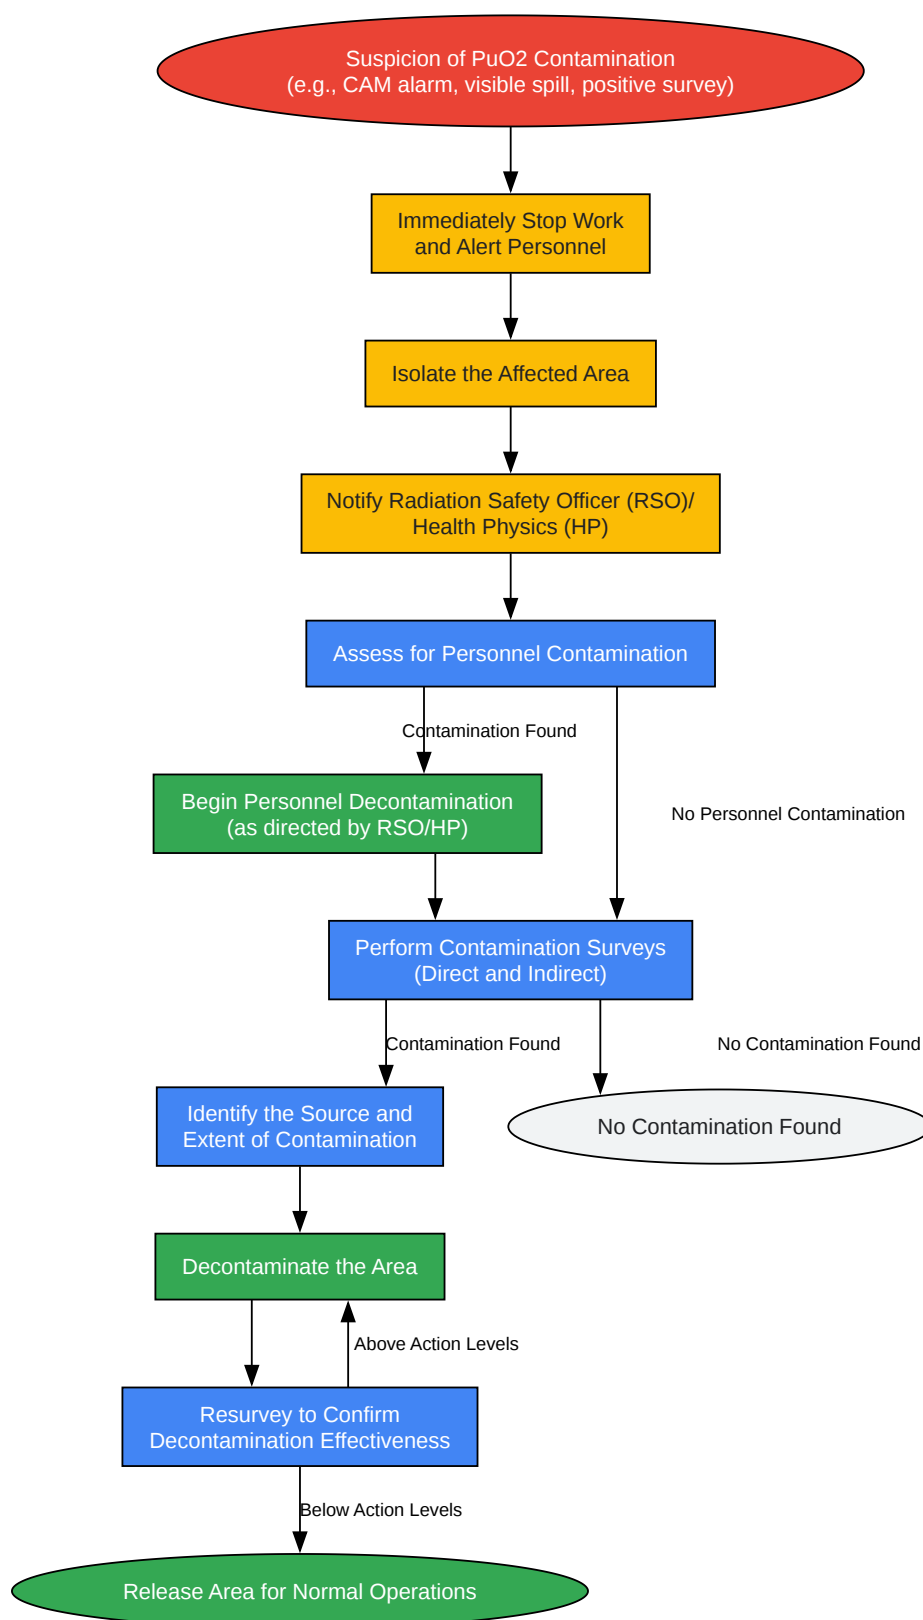 Suspicion of PuO2 Contamination
(e.g., CAM alarm, visible spill, positive survey)
Immediately Stop Work
and Alert Personnel
Isolate the Affected Area
Notify Radiation Safety Officer (RSO)/
Health Physics (HP)
Assess for Personnel Contamination
Contamination Found
Begin Personnel Decontamination
(as directed by RSO/HP)
No Personnel Contamination
Perform Contamination Surveys
(Direct and Indirect)
Contamination Found
No Contamination Found
Identify the Source and
Extent of Contamination
No Contamination Found
Decontaminate the Area
Above Action Levels
Resurvey to Confirm
Decontamination Effectiveness
Below Action Levels
Release Area for Normal Operations